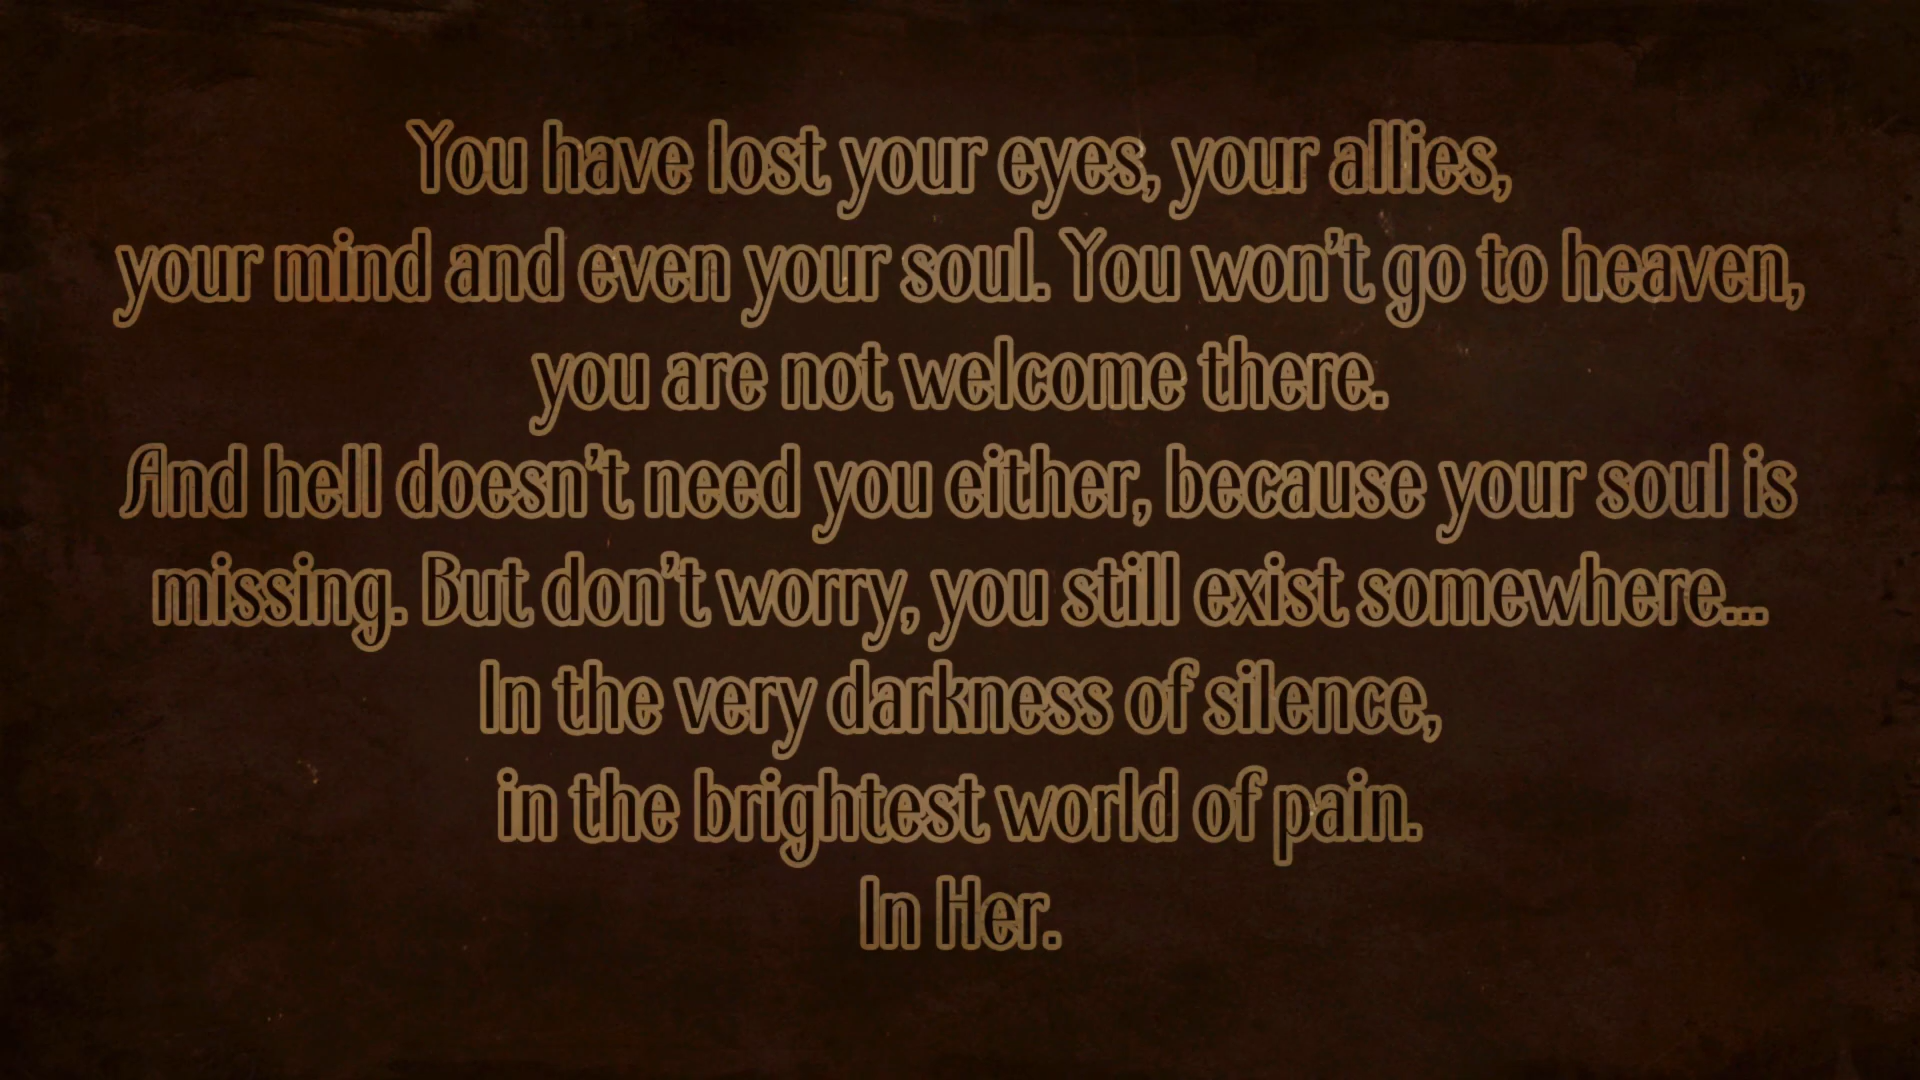 You have lost your eyes, your allies,
your mind and even your soul. You won't go to heaven,
you are not welcome there.
And hell doesn't need you either, because your soul is
missing. But don't worry, you still exist somewhere...
In the very darkness of silence,
in the brightest world of pain.
In Her.